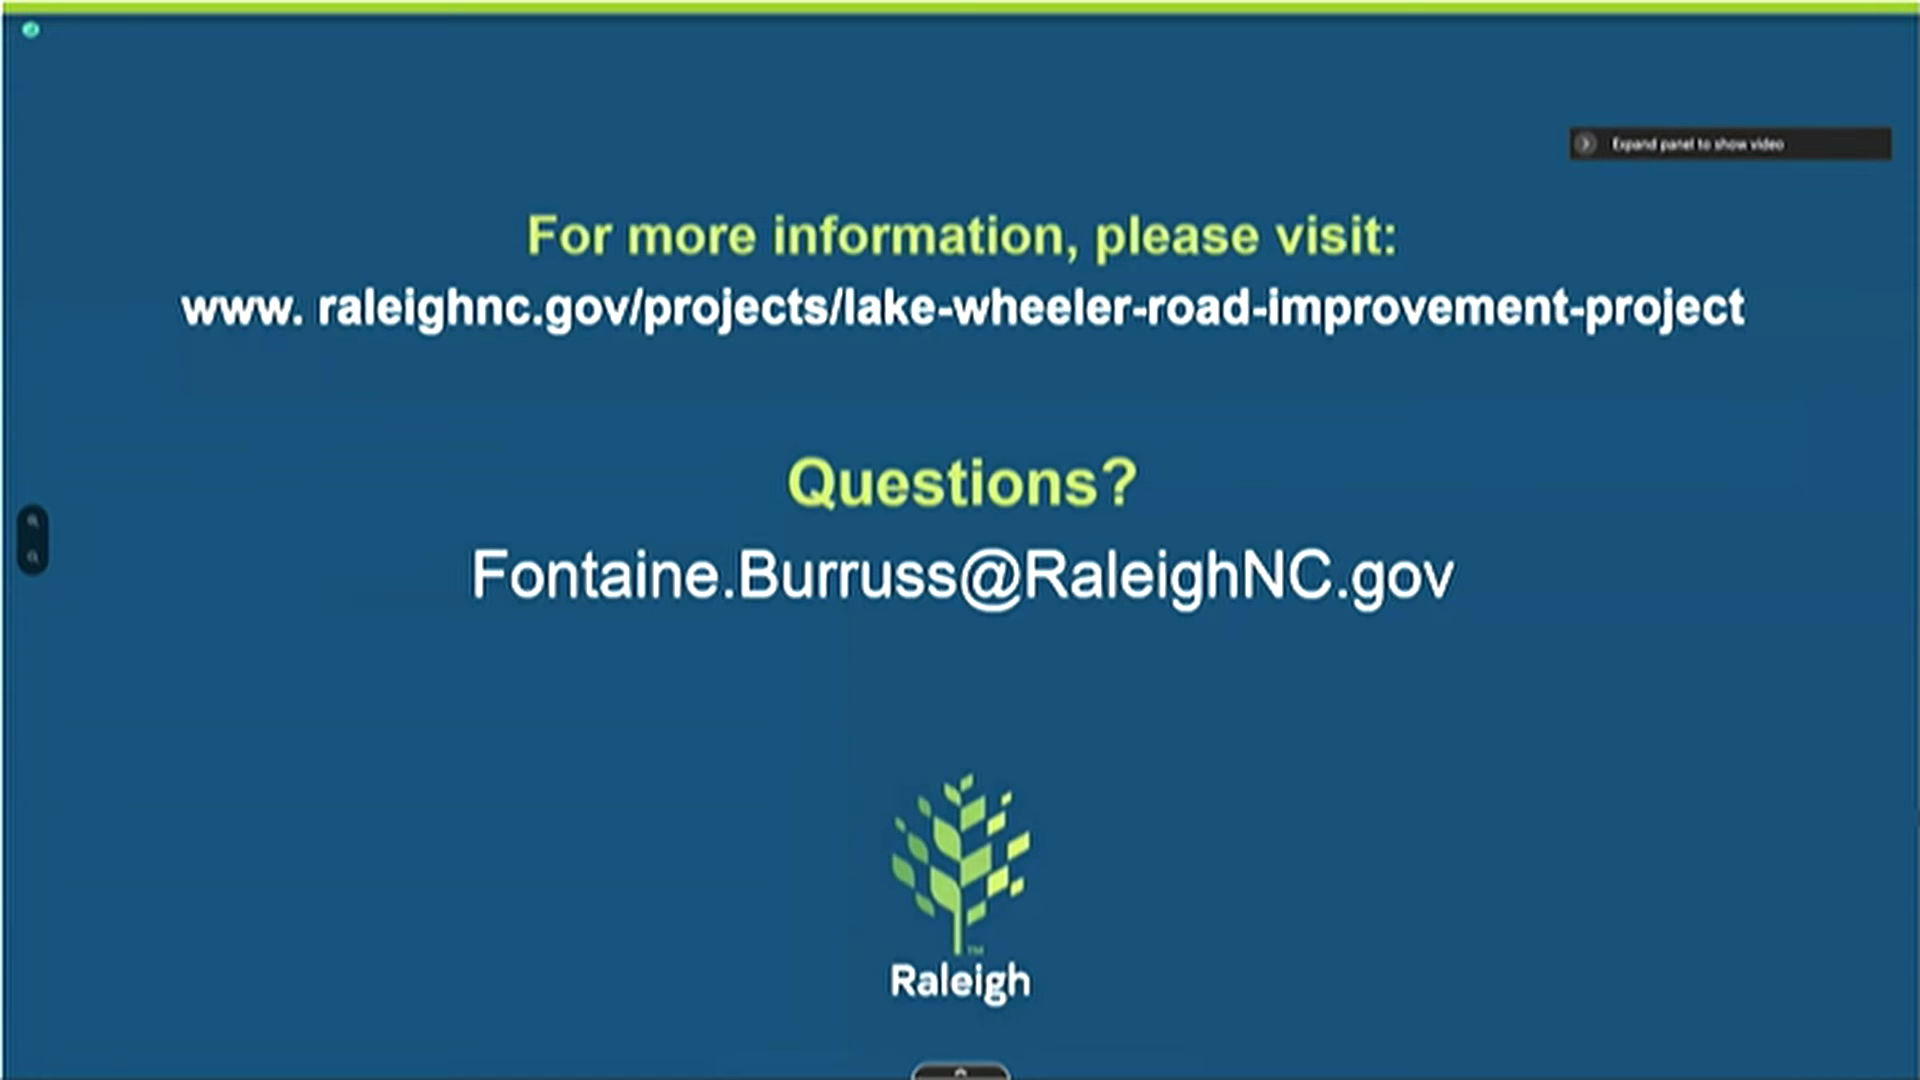 Expand panel to show video
For more information, please visit:
www. raleighnc.gov/projects/lake-wheeler-road-improvement-project
Questions?
Fontaine.Burruss@RaleighNC.gov
TM
Raleigh